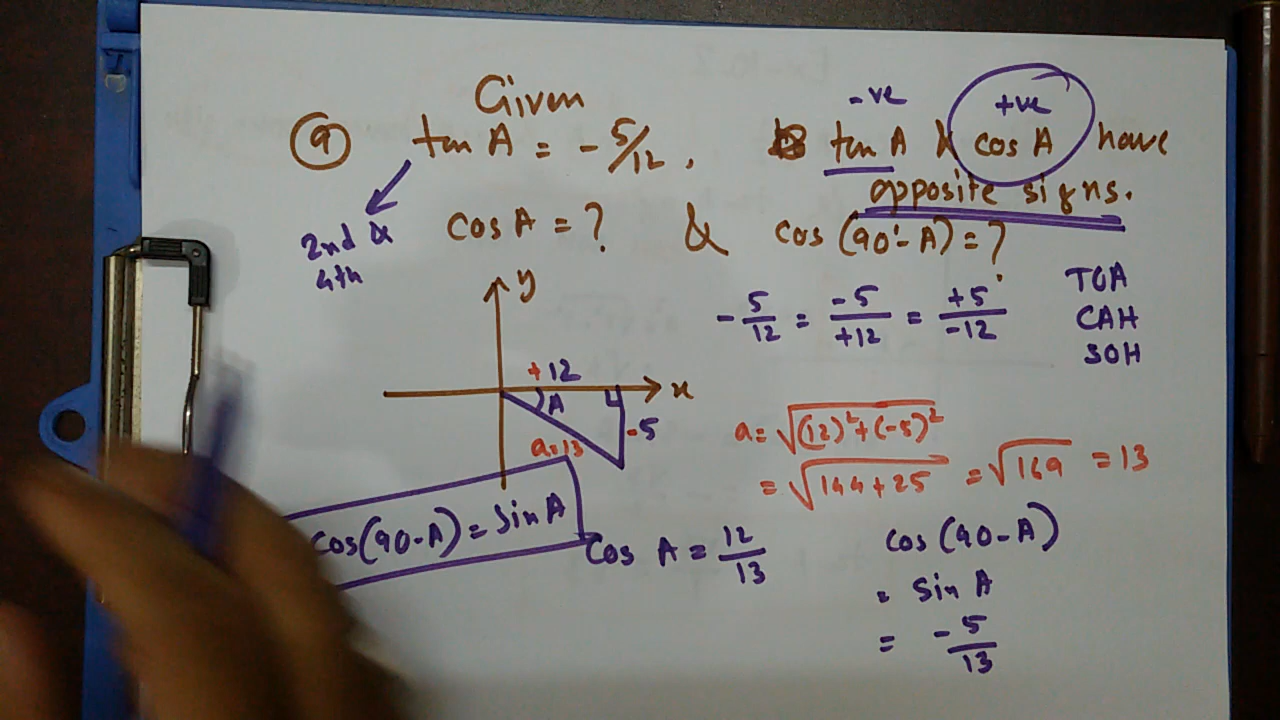 Given
9 tan A = - 5/12 . tan A & cos A have
-ve +ve
opposite signs.
2nd &
4th
cos A = ? & cos (90° - A) = ?
- 5/12 = -5/+12 = +5/-12
TOA
CAH
SOH
y
+ 12
x
A
- 5
a=13
a = √(12)² + (-5)²
= √144 + 25 = √169 = 13
cos(90 - A) = sin A
Cos A = 12/13
cos (90 - A)
= sin A
= - 5/13